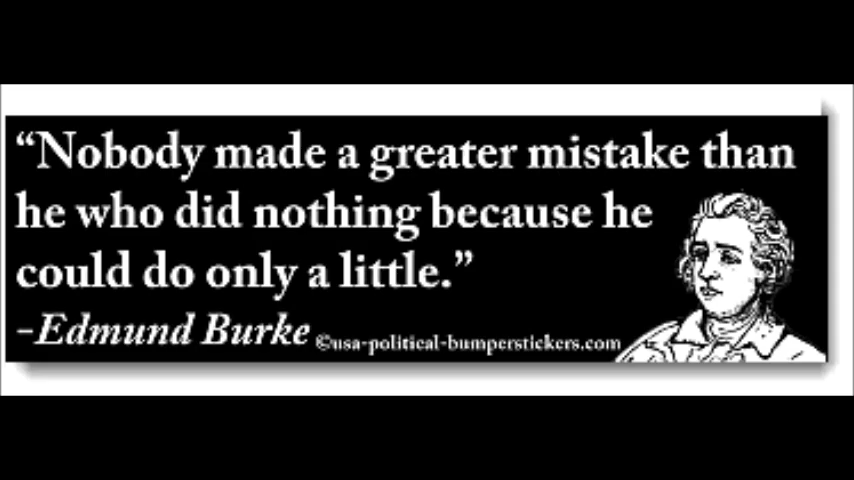 “Nobody made a greater mistake than
he who did nothing because he
could do only a little.”
-Edmund Burke ©usa-political-bumperstickers.com